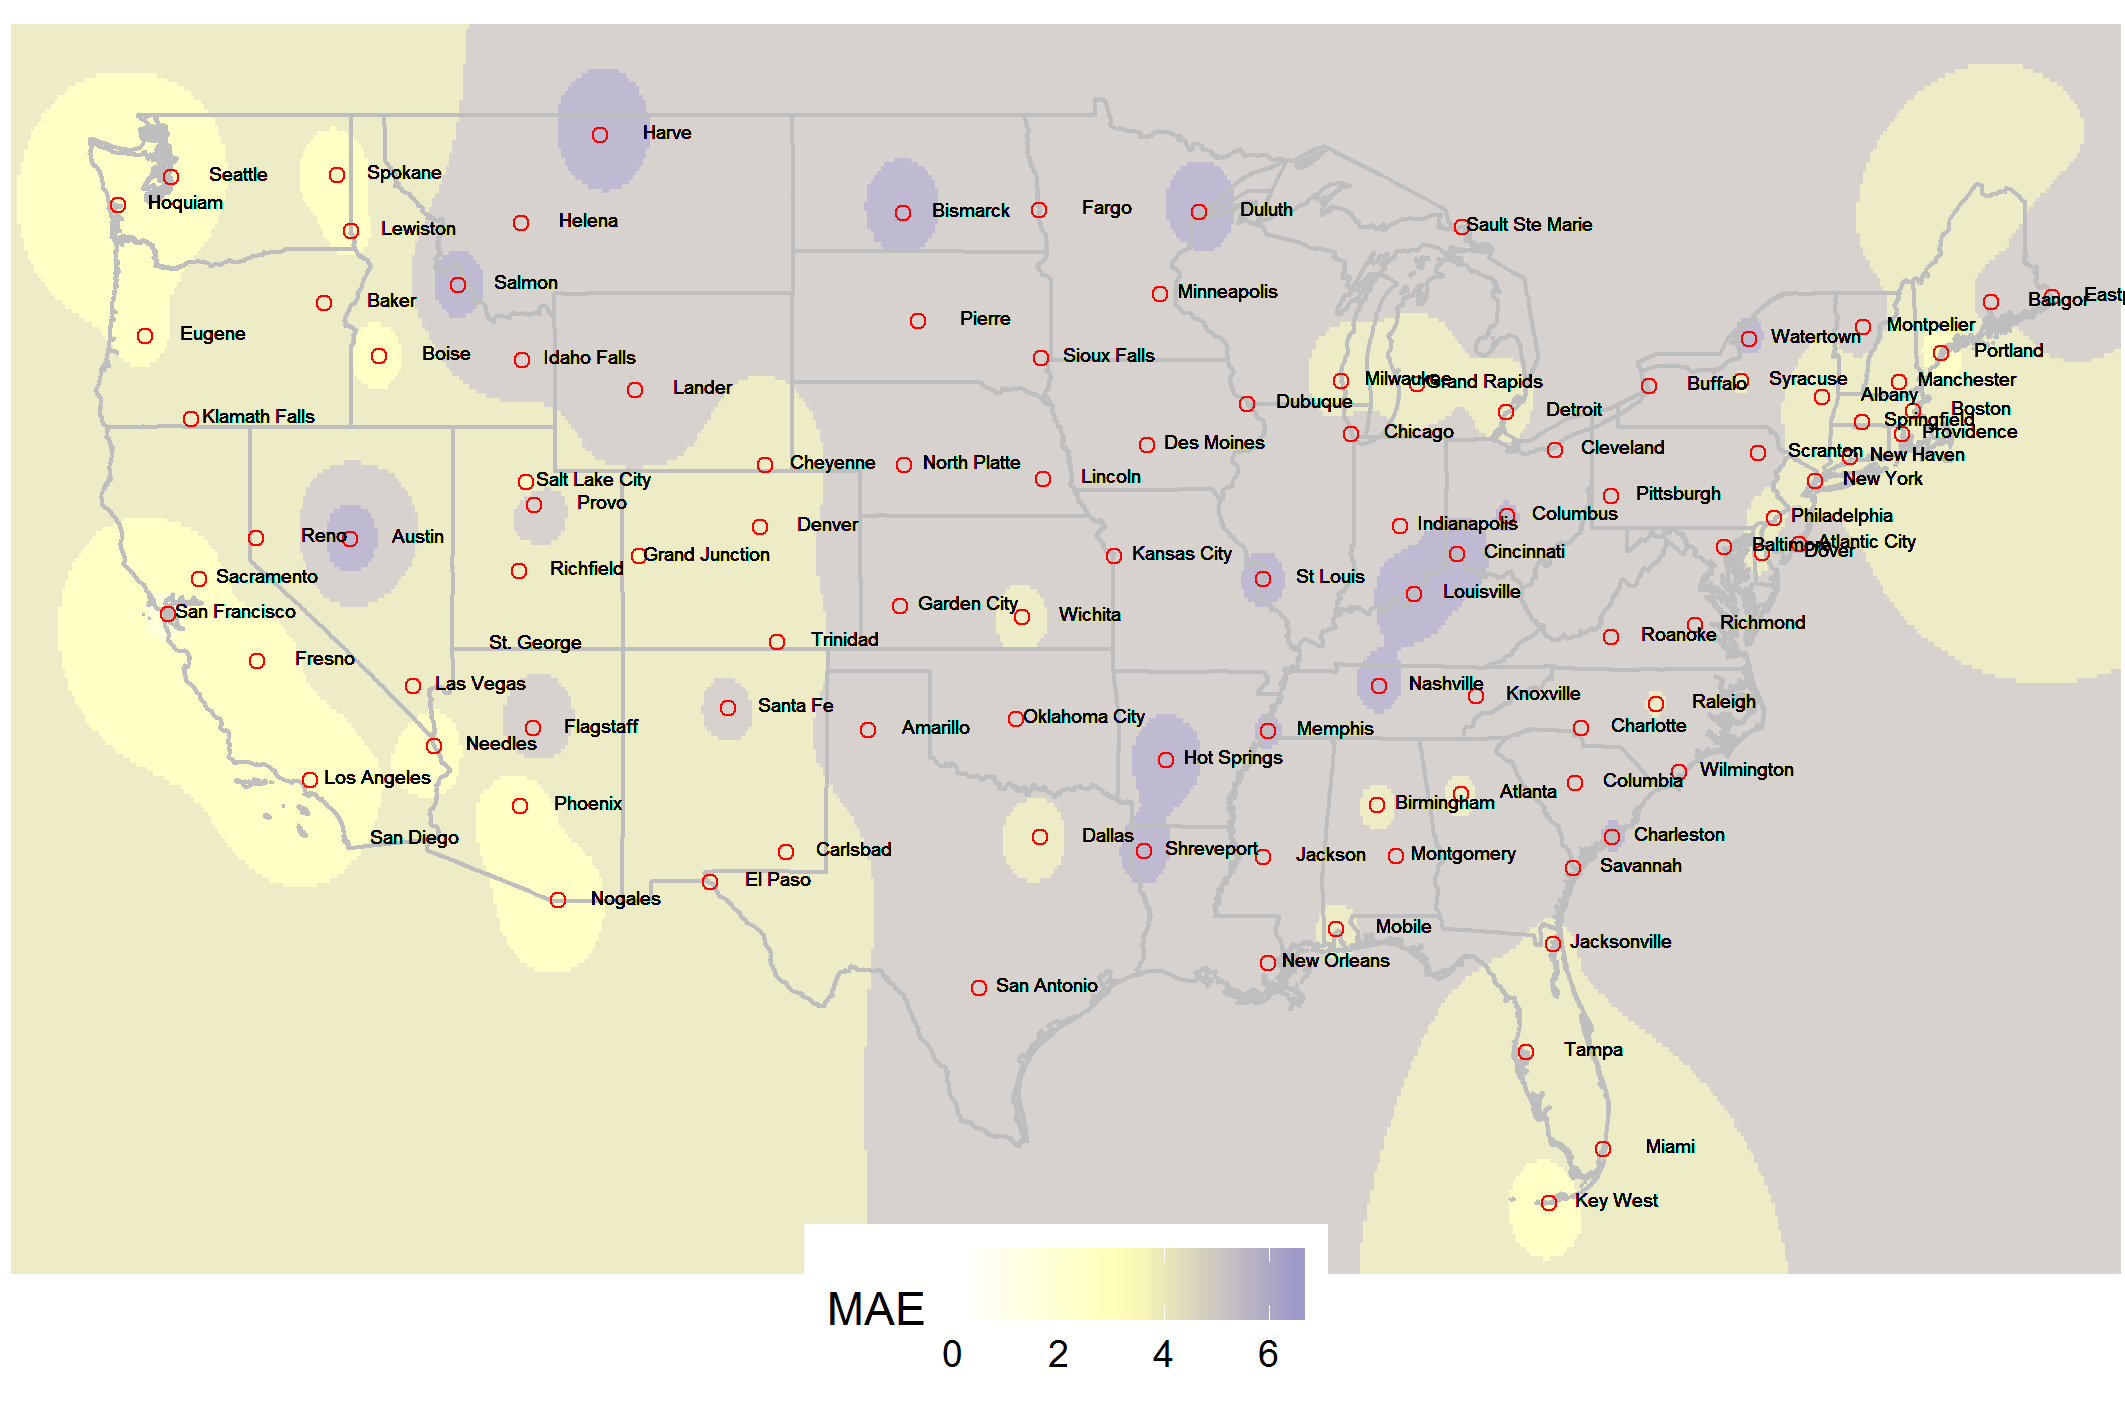 Harve
Seattle
Spokane
Hoquiam
Bismarck
Fargo
Duluth
Helena
Sault Ste Marie
Lewiston
Salmon
Minneapolis
Baker
Bangor
Eastp
Pierre
Watertown
Montpelier
Eugene
Boise
Idaho Falls
Sioux Falls
Portland
Lander
Milwaukee
Grand Rapids
Buffalo
Syracuse
Manchester
Dubuque
Albany
Detroit
Boston
Klamath Falls
Springfield
Chicago
Providence
Des Moines
Cleveland
Scranton
New Haven
Cheyenne
North Platte
Salt Lake City
Lincoln
New York
Provo
Pittsburgh
Denver
Indianapolis
Columbus
Philadelphia
Reno
Austin
Grand Junction
Kansas City
Cincinnati
Baltimore
Atlantic City
Dover
Richfield
Sacramento
St Louis
Louisville
San Francisco
Garden City
Wichita
Richmond
St. George
Trinidad
Roanoke
Fresno
Las Vegas
Nashville
Knoxville
Santa Fe
Raleigh
Flagstaff
Amarillo
Oklahoma City
Memphis
Charlotte
Needles
Hot Springs
Los Angeles
Wilmington
Phoenix
Birmingham
Atlanta
Columbia
San Diego
Carlsbad
Dallas
Shreveport
Jackson
Montgomery
Charleston
El Paso
Savannah
Nogales
Mobile
Jacksonville
New Orleans
San Antonio
Tampa
Miami
Key West
MAE
0 2 4 6